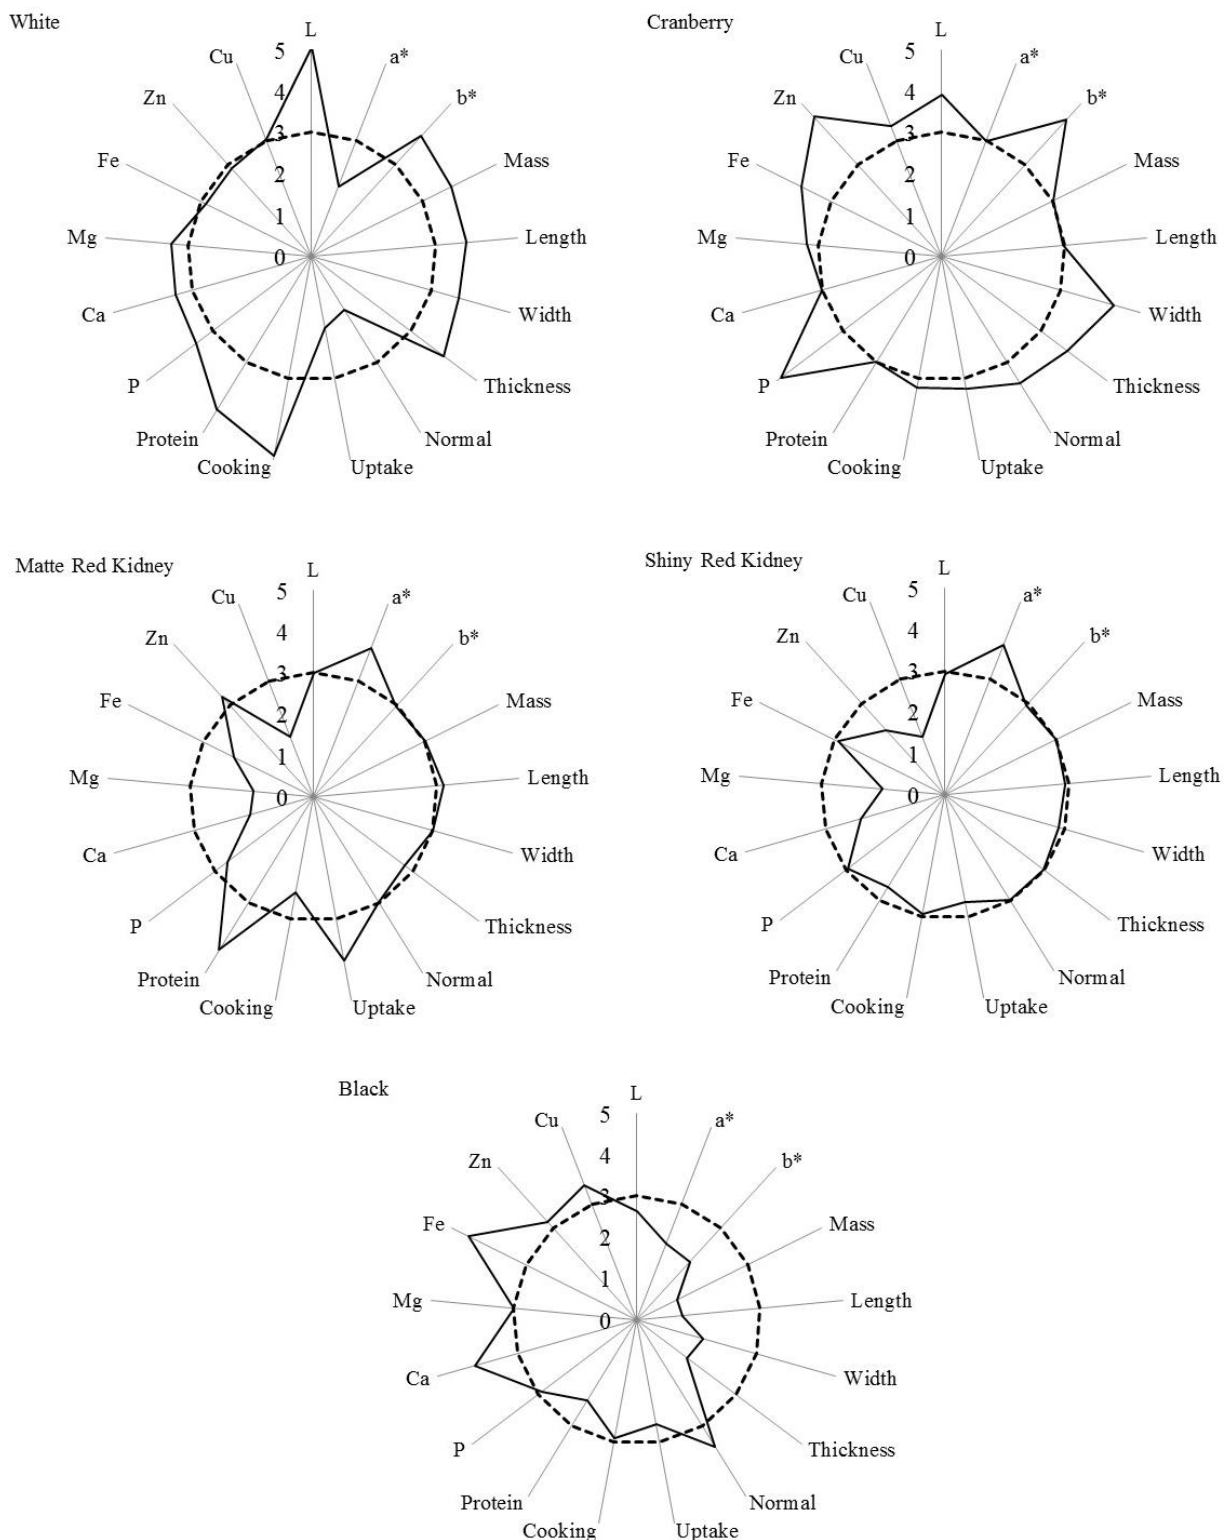 White
L
a*
b*
Mass
Length
Width
Thickness
Normal
Uptake
Cooking
Protein
P
Ca
Mg
Fe
Zn
Cu
5
4
3
2
1
0
Cranberry
L
a*
b*
Mass
Length
Width
Thickness
Normal
Uptake
Cooking
Protein
P
Ca
Mg
Fe
Zn
Cu
5
4
3
2
1
0
Matte Red Kidney
L
a*
b*
Mass
Length
Width
Thickness
Normal
Uptake
Cooking
Protein
P
Ca
Mg
Fe
Zn
Cu
5
4
3
2
1
0
Shiny Red Kidney
L
a*
b*
Mass
Length
Width
Thickness
Normal
Uptake
Cooking
Protein
P
Ca
Mg
Fe
Zn
Cu
5
4
3
2
1
0
Black
L
a*
b*
Mass
Length
Width
Thickness
Normal
Uptake
Cooking
Protein
P
Ca
Mg
Fe
Zn
Cu
5
4
3
2
1
0